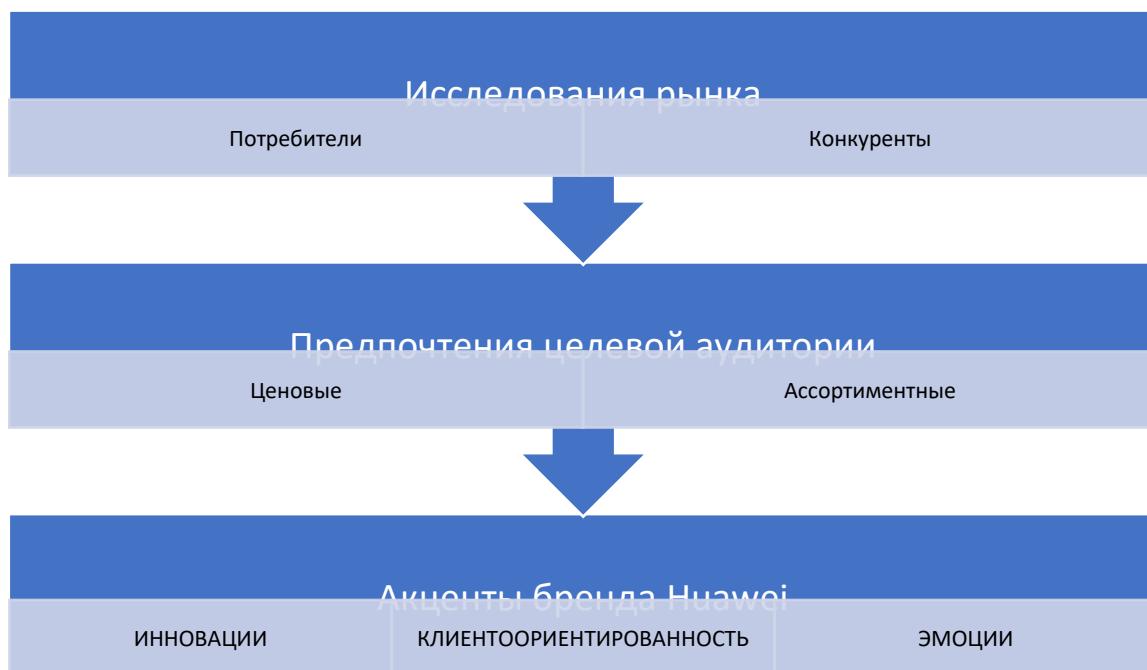 Исследования рынка
Потребители
Конкуренты
Предпочтения целевой аудитории
Ценовые
Ассортиментные
Акценты бренда Huawei
ИННОВАЦИИ
КЛИЕНТООРИЕНТИРОВАННОСТЬ
ЭМОЦИИ